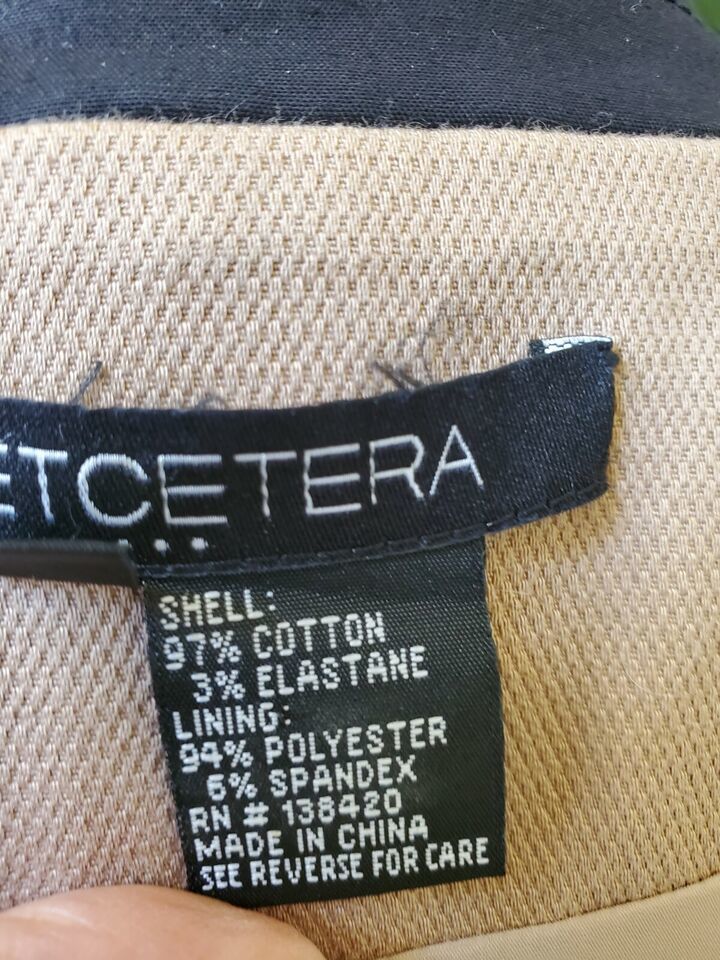 ETCETERA
...
SHELL:
97% COTTON
3% ELASTANE
LINING:
94% POLYESTER
6% SPANDEX
RN # 138420
MADE IN CHINA
SEE REVERSE FOR CARE